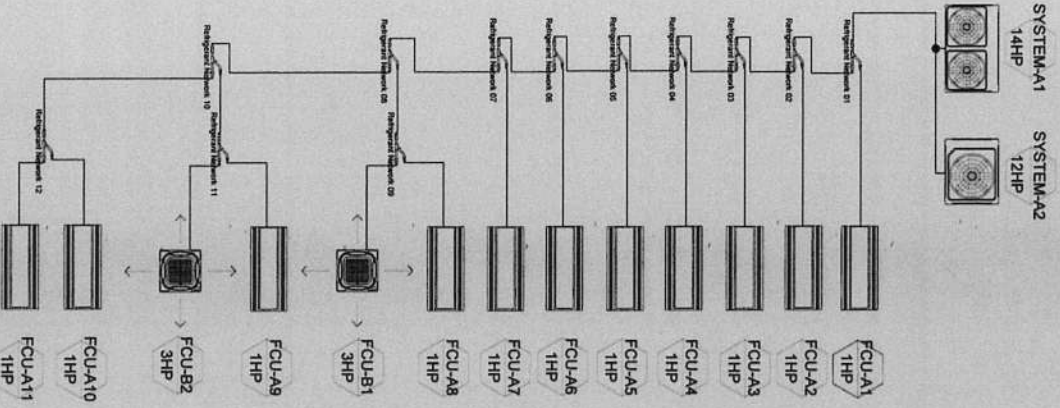 SYSTEM-A1
14HP
SYSTEM-A2
12HP
Refrigerant Network 01
Refrigerant Network 02
Refrigerant Network 03
Refrigerant Network 04
Refrigerant Network 05
Refrigerant Network 06
Refrigerant Network 07
Refrigerant Network 08
Refrigerant Network 09
Refrigerant Network 10
Refrigerant Network 11
Refrigerant Network 12
FCU-A1
1HP
FCU-A2
1HP
FCU-A3
1HP
FCU-A4
1HP
FCU-A5
1HP
FCU-A6
1HP
FCU-A7
1HP
FCU-A8
1HP
FCU-B1
3HP
FCU-A9
1HP
FCU-B2
3HP
FCU-A10
1HP
FCU-A11
1HP